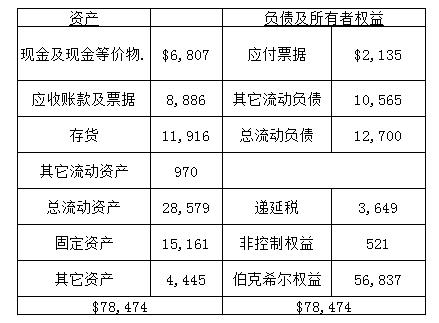 资产 负债及所有者权益
现金及现金等价物. $6,807 应付票据 $2,135
应收账款及票据 8,886 其它流动负债 10,565
存货 11,916 总流动负债 12,700
其它流动资产 970
总流动资产 28,579 递延税 3,649
固定资产 15,161 非控制权益 521
其它资产 4,445 伯克希尔权益 56,837
$78,474 $78,474